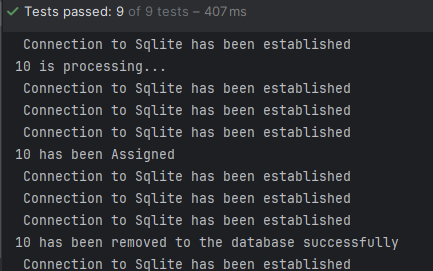 Tests passed: 9 of 9 tests – 407 ms
Connection to Sqlite has been established
10 is processing...
Connection to Sqlite has been established
Connection to Sqlite has been established
Connection to Sqlite has been established
10 has been Assigned
Connection to Sqlite has been established
Connection to Sqlite has been established
Connection to Sqlite has been established
10 has been removed to the database successfully
Connection to Sqlite has been established